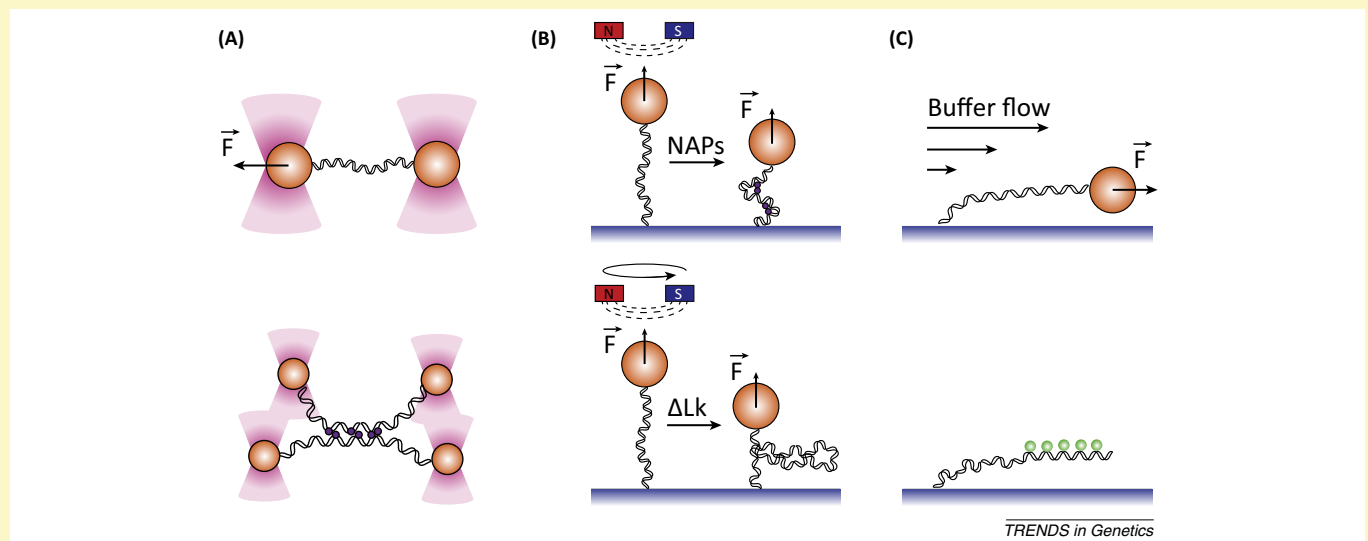 (A)
F
(B)
N S
F
NAPs
F
N S
F
ΔLk
F
(C)
Buffer flow
F
TRENDS in Genetics